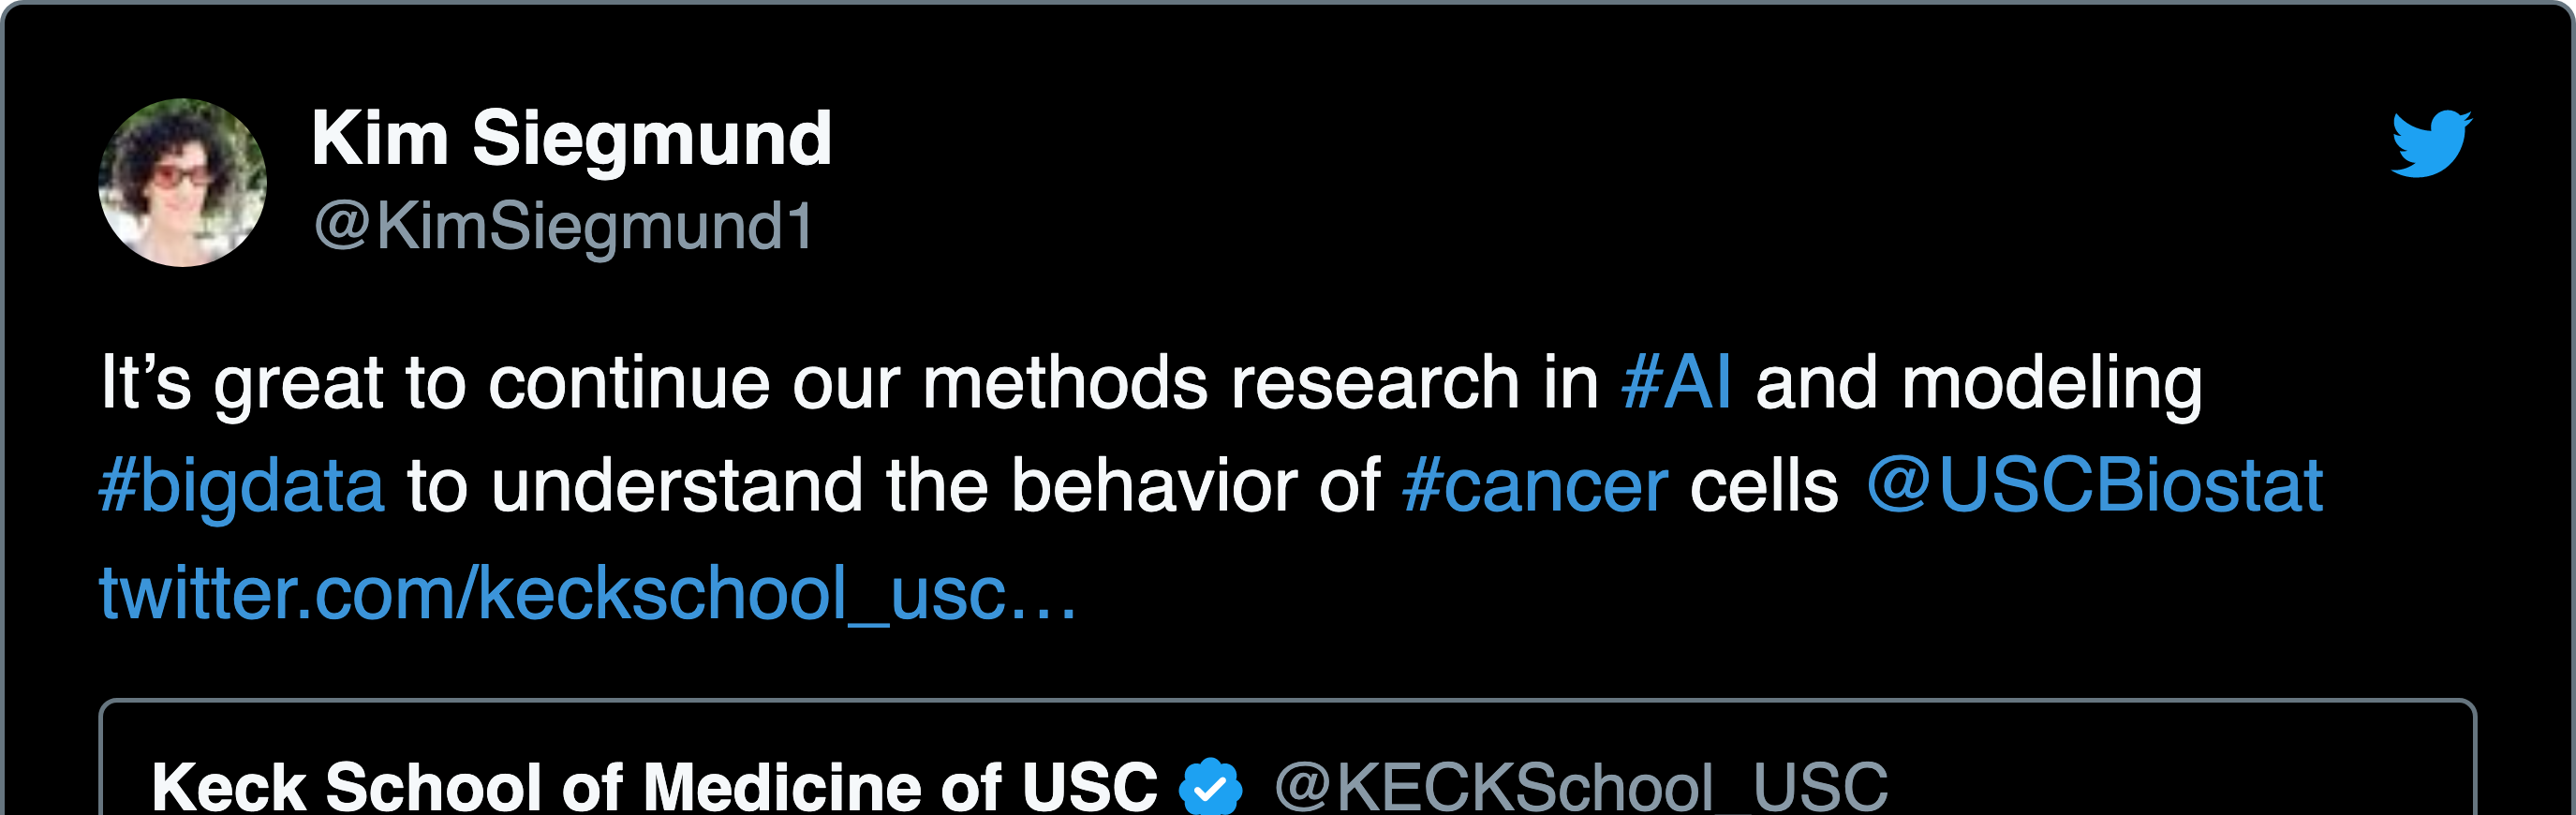 Kim Siegmund
@KimSiegmund1
It’s great to continue our methods research in #AI and modeling
#bigdata to understand the behavior of #cancer cells @USCBiostat
twitter.com/keckschool_usc…
Keck School of Medicine of USC @KECKSchool_USC